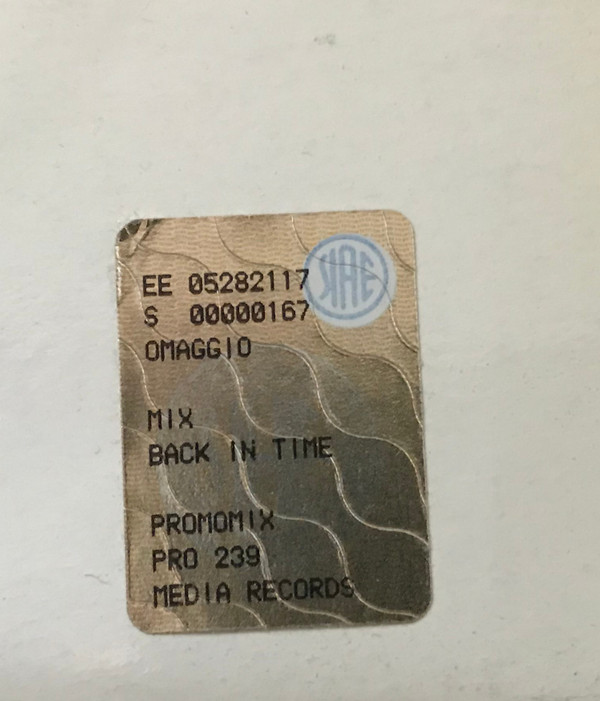 SIAE
EE 05282117
S 00000167
OMAGGIO
MIX
BACK IN TIME
PROMOMIX
PRO 239
MEDIA RECORDS